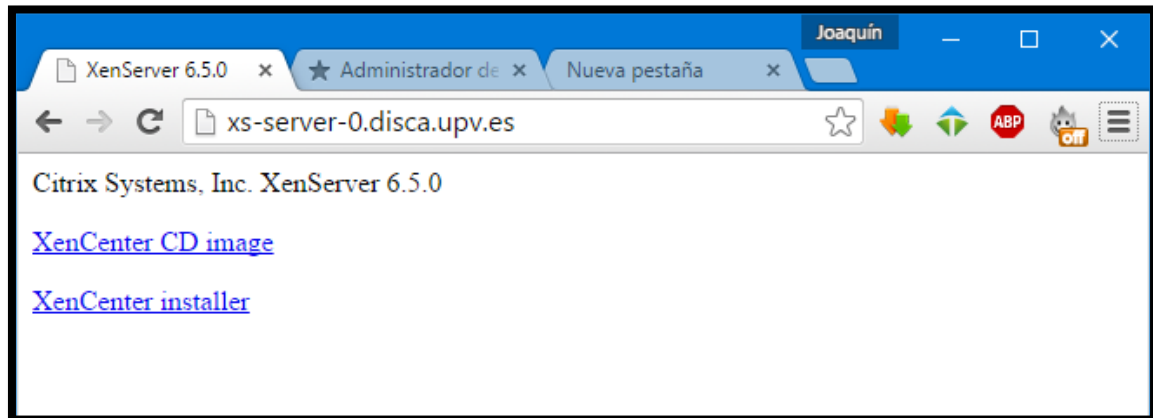 Joaquín
XenServer 6.5.0
Administrador de
Nueva pestaña
xs-server-0.disca.upv.es
ABP
off
Citrix Systems, Inc. XenServer 6.5.0
XenCenter CD image
XenCenter installer